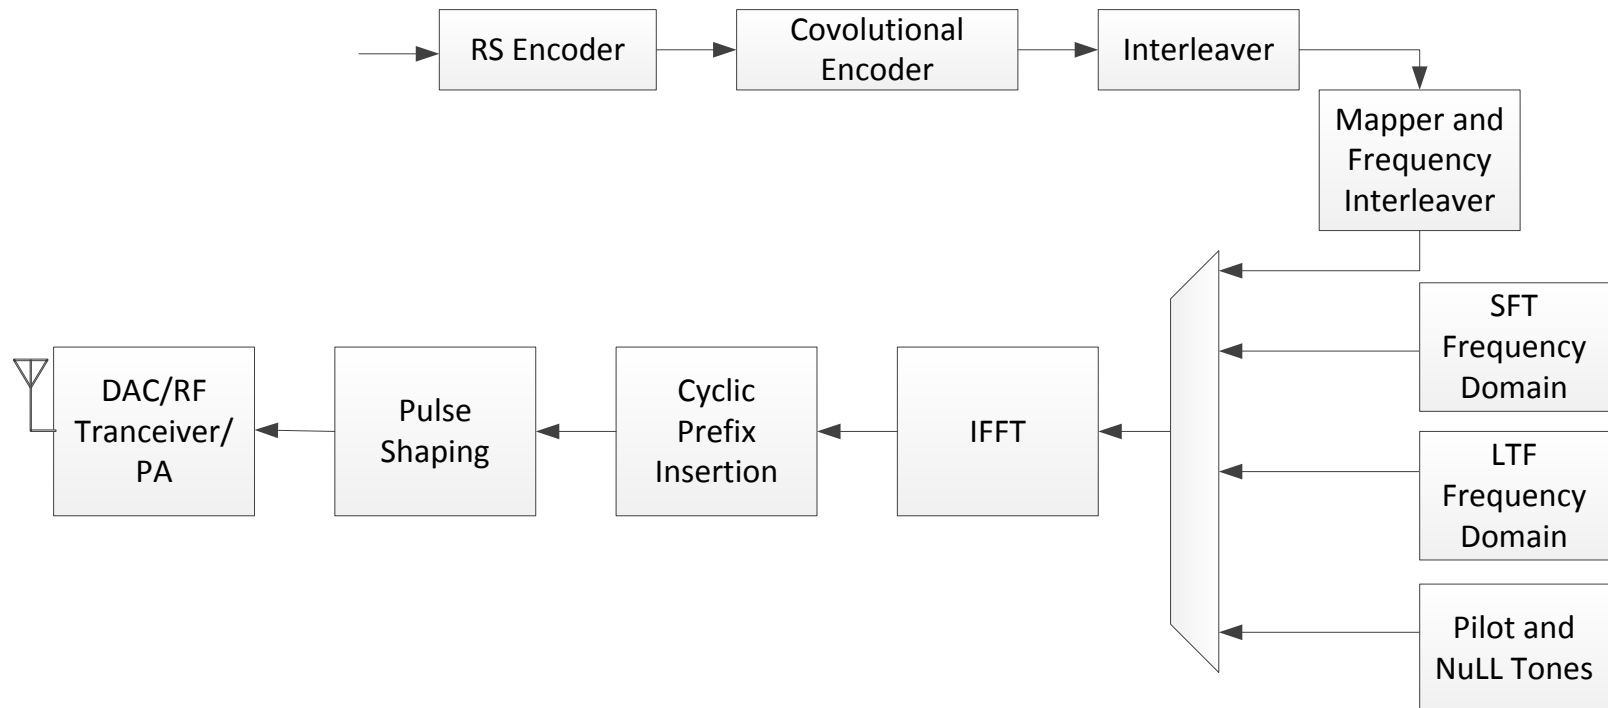 RS Encoder
Covolutional
Encoder
Interleaver
Mapper and
Frequency
Interleaver
SFT
Frequency
Domain
LTF
Frequency
Domain
Pilot and
NuLL Tones
IFFT
Cyclic
Prefix
Insertion
Pulse
Shaping
DAC/RF
Tranceiver/
PA